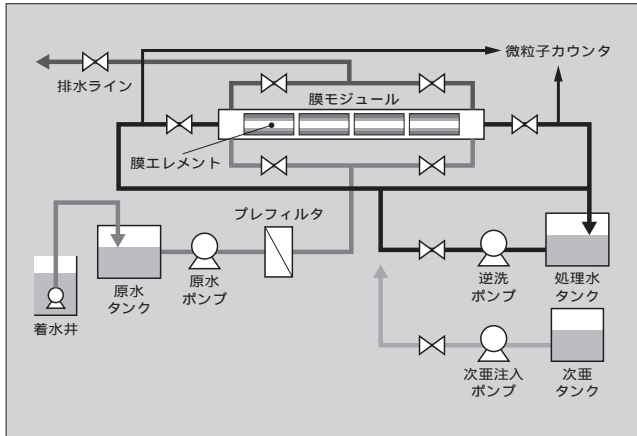 微粒子カウンタ
排水ライン
膜モジュール
膜エレメント
プレフィルタ
原水
タンク
原水
ポンプ
着水井
逆洗
ポンプ
処理水
タンク
次亜注入
ポンプ
次亜
タンク